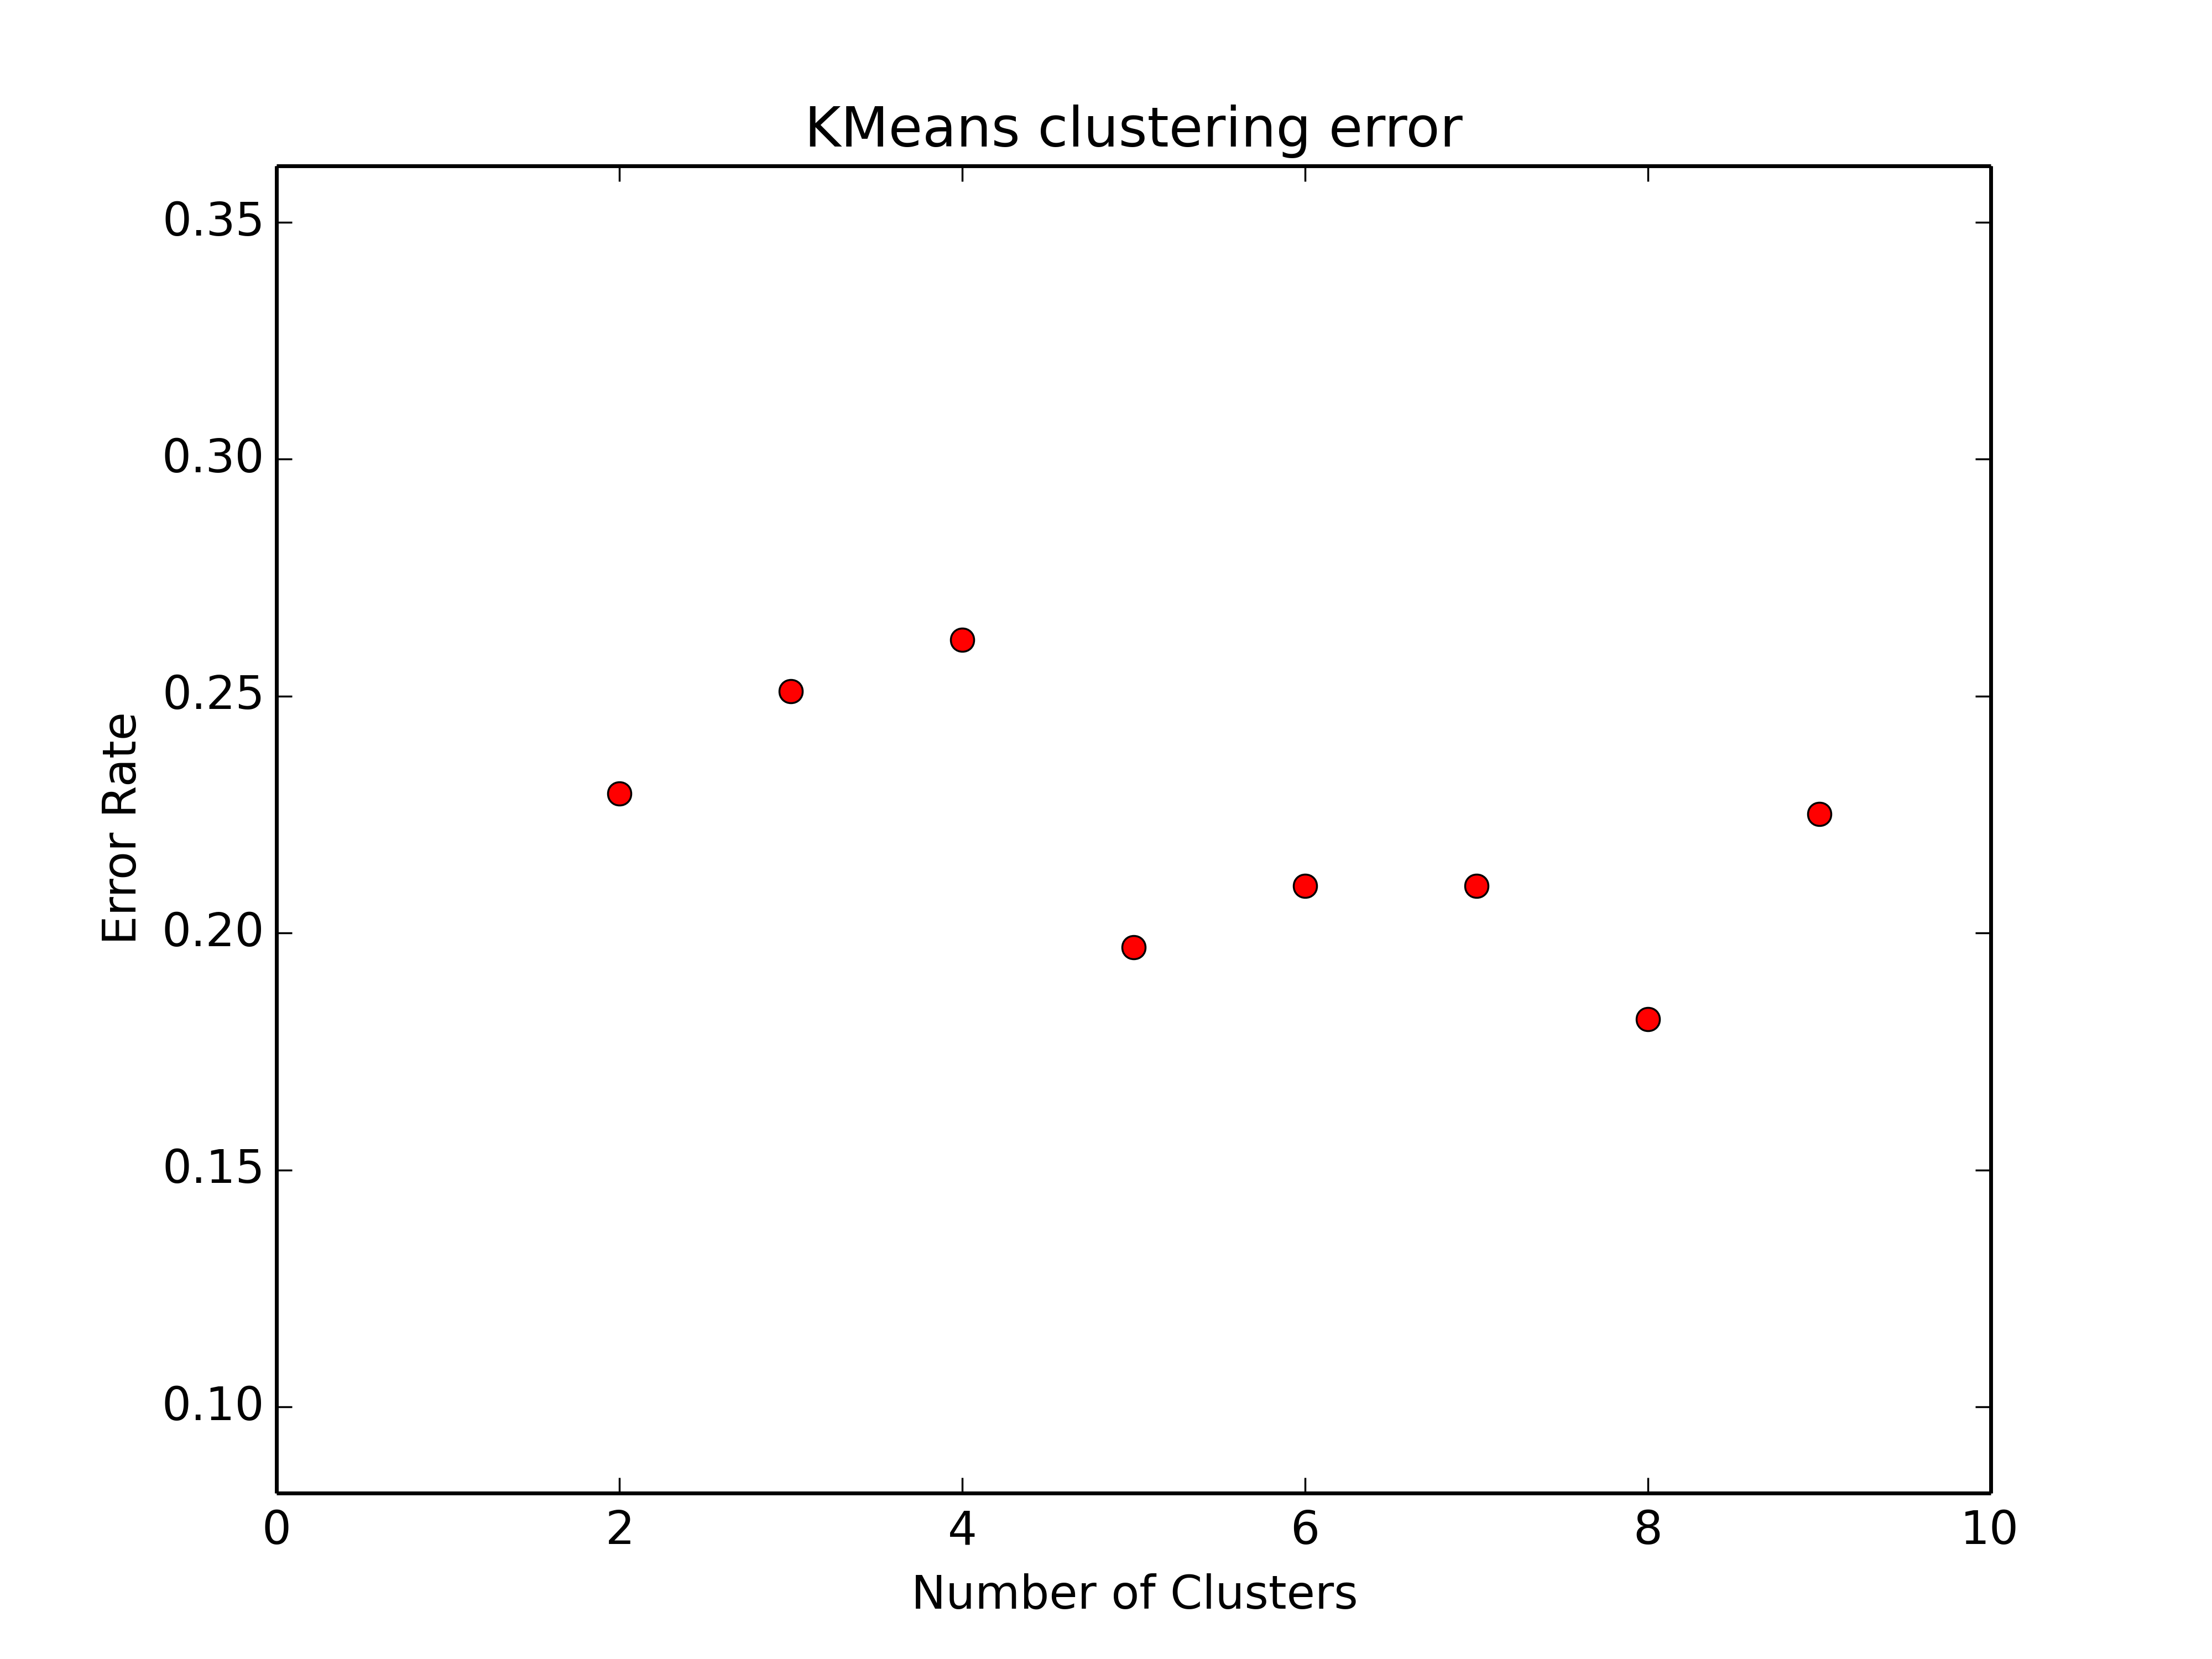 KMeans clustering error
0.35
0.30
0.25
0.20
0.15
0.10
Error Rate
0 2 4 6 8 10
Number of Clusters